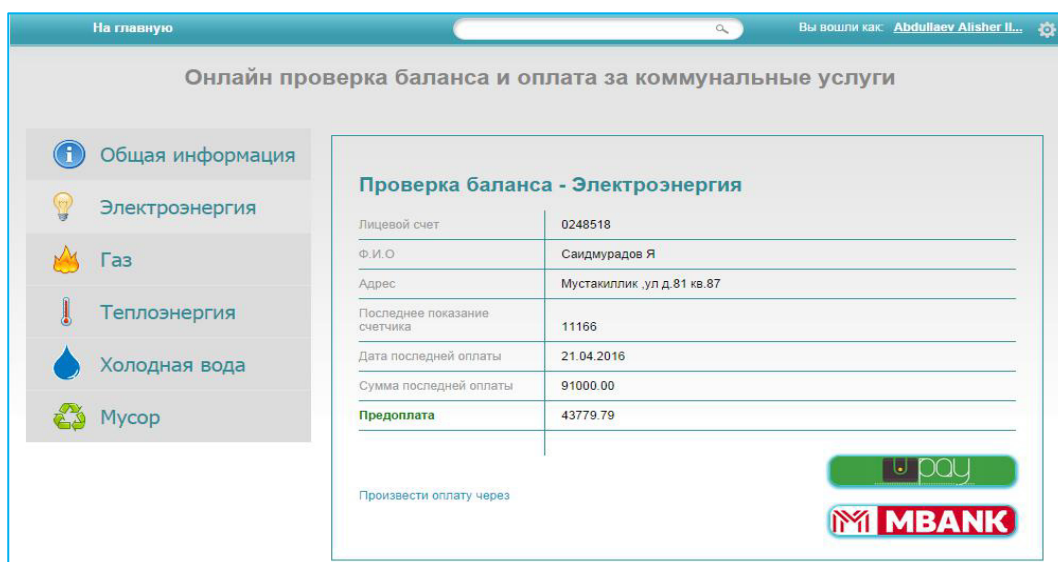 На главную
Вы вошли как: Abdullaev Alisher Il...
Онлайн проверка баланса и оплата за коммунальные услуги
Общая информация
Электроэнергия
Газ
Теплоэнергия
Холодная вода
Мусор
Проверка баланса - Электроэнергия
Лицевой счет 0248518
Ф.И.О Саидмурадов Я
Адрес Мустакиллик ,ул д.81 кв.87
Последнее показание
счетчика 11166
Дата последней оплаты 21.04.2016
Сумма последней оплаты 91000.00
Предоплата 43779.79
Произвести оплату через
Upay
MBANK